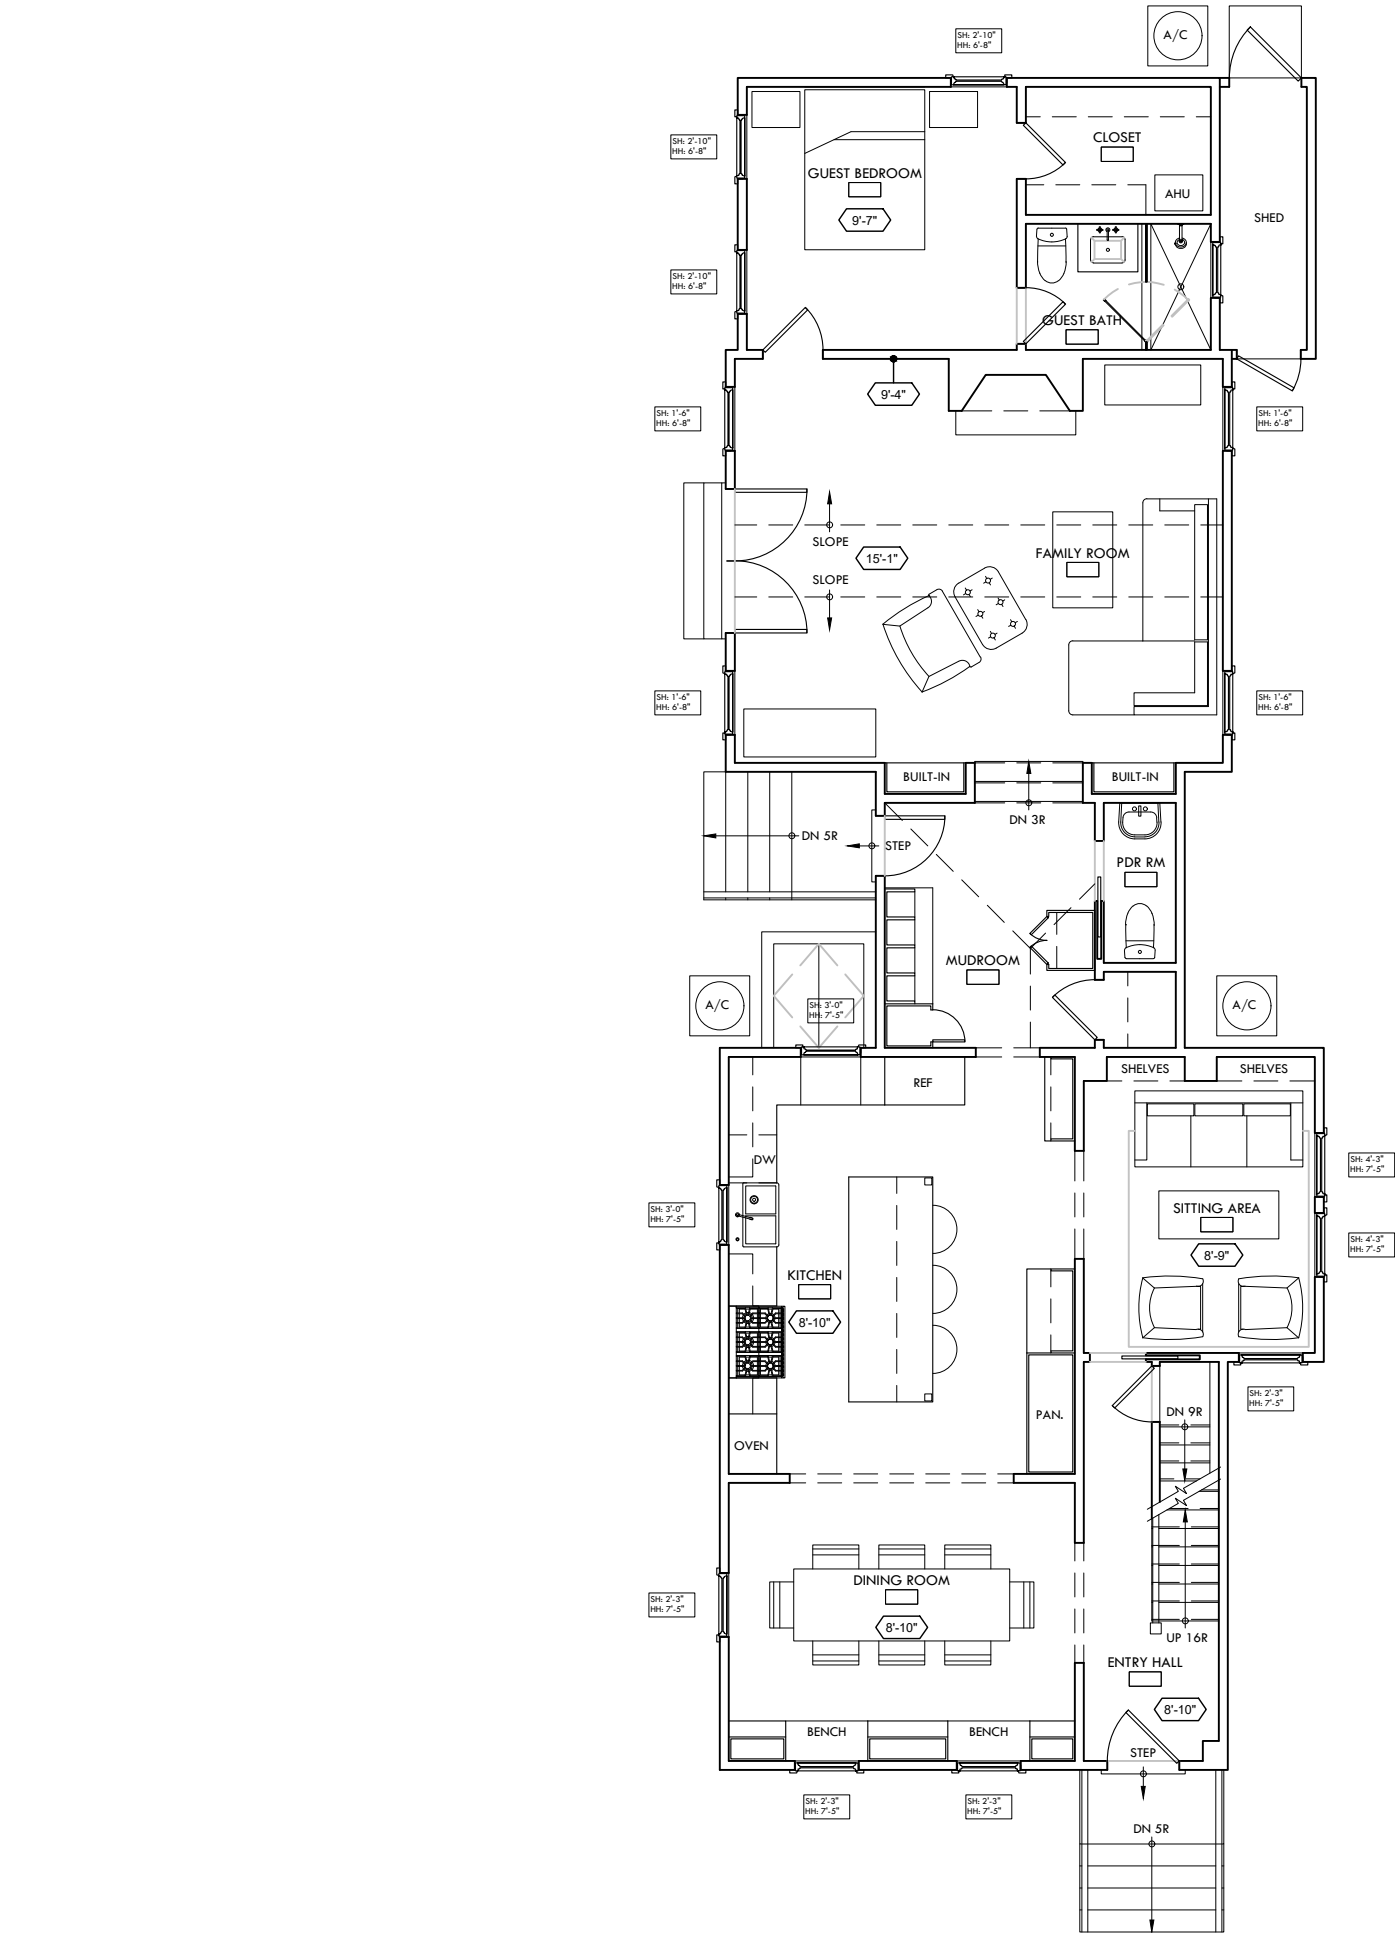 A/C
SH: 2'-10"
HH: 6'-8"
SH: 2'-10"
HH: 6'-8"
CLOSET
GUEST BEDROOM
9'-7"
AHU
SHED
SH: 2'-10"
HH: 6'-8"
GUEST BATH
9'-4"
SH: 1'-6"
HH: 6'-8"
SH: 1'-6"
HH: 6'-8"
SLOPE
15'-1"
FAMILY ROOM
SLOPE
SH: 1'-6"
HH: 6'-8"
SH: 1'-6"
HH: 6'-8"
BUILT-IN
BUILT-IN
DN 3R
DN 5R
STEP
PDR RM
MUDROOM
A/C
SH: 3'-0"
HH: 7'-5"
A/C
REF
SHELVES
SHELVES
DW
SH: 4'-3"
HH: 7'-5"
SH: 3'-0"
HH: 7'-5"
SITTING AREA
8'-9"
SH: 4'-3"
HH: 7'-5"
KITCHEN
8'-10"
SH: 2'-3"
HH: 7'-5"
PAN.
DN 9R
OVEN
DINING ROOM
8'-10"
SH: 2'-3"
HH: 7'-5"
UP 16R
ENTRY HALL
8'-10"
BENCH
BENCH
STEP
SH: 2'-3"
HH: 7'-5"
SH: 2'-3"
HH: 7'-5"
DN 5R